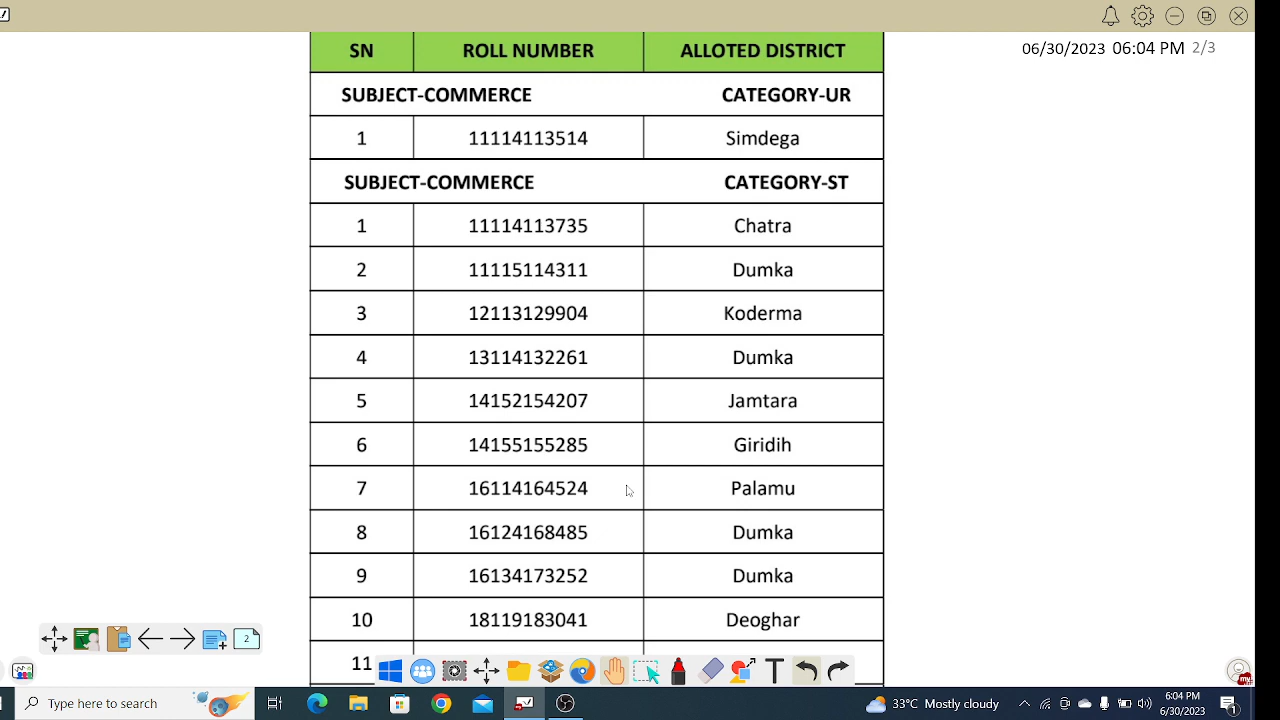 06/30/2023 06:04 PM 2/3
SN ROLL NUMBER ALLOTED DISTRICT
SUBJECT-COMMERCE CATEGORY-UR
1 11114113514 Simdega
SUBJECT-COMMERCE CATEGORY-ST
1 11114113735 Chatra
2 11115114311 Dumka
3 12113129904 Koderma
4 13114132261 Dumka
5 14152154207 Jamtara
6 14155155285 Giridih
7 16114164524 Palamu
8 16124168485 Dumka
9 16134173252 Dumka
10 18119183041 Deoghar
11
2
Type here to search
33°C Mostly cloudy
6:04 PM
6/30/2023
1